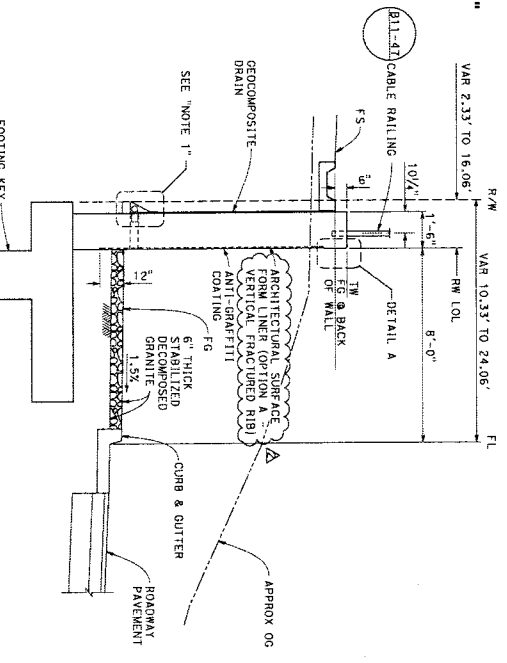 "
VAR 2.33' TO 16.06'
R/W
VAR 10.33' TO 24.06'
FL
B11-47
CABLE RAILING
10¼"
1'-6"
RW LOL
8'-0"
FS
6"
DETAIL A
TW
FG @ BACK
OF WALL
GEOCOMPOSITE
DRAIN
ARCHITECTURAL SURFACE
FORM LINER (OPTION A -
VERTICAL FRACTURED RIB)
ANTI-GRAFFITI
COATING
SEE "NOTE 1"
12"
FG
6" THICK
STABILIZED
DECOMPOSED
GRANITE
1.5%
CURB & GUTTER
APPROX OG
ROADWAY
PAVEMENT
FOOTING KEY